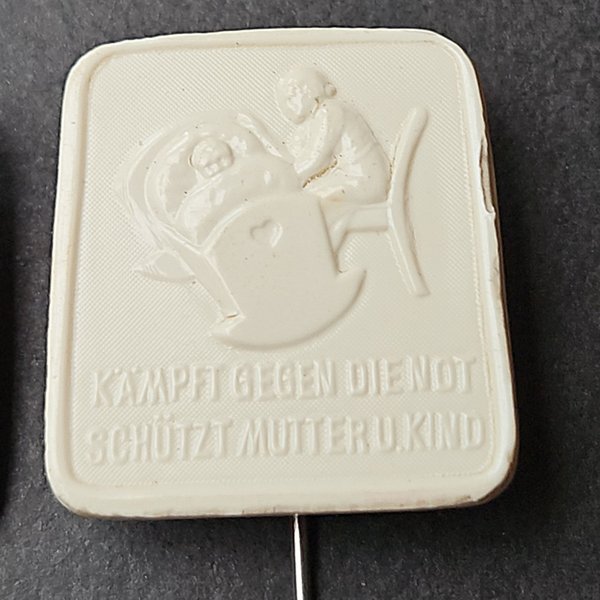 KÄMPFT GEGEN DIE NOT
SCHÜTZT MUTTER U. KIND